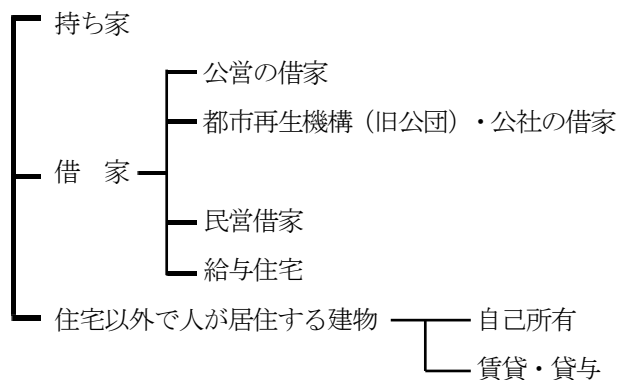 持ち家
公営の借家
都市再生機構（旧公団）・公社の借家
借　家
民営借家
給与住宅
住宅以外で人が居住する建物
自己所有
賃貸・貸与